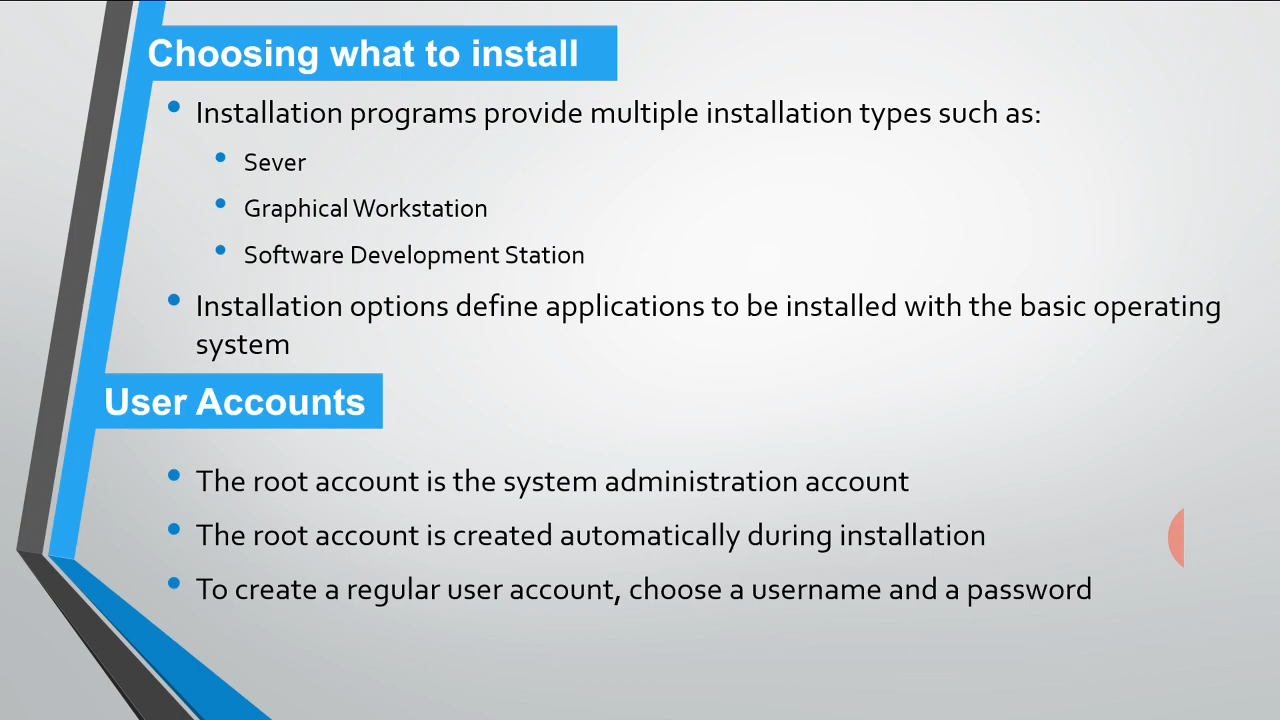 Choosing what to install
Installation programs provide multiple installation types such as:
Sever
Graphical Workstation
Software Development Station
Installation options define applications to be installed with the basic operating
system
User Accounts
The root account is the system administration account
The root account is created automatically during installation
To create a regular user account, choose a username and a password